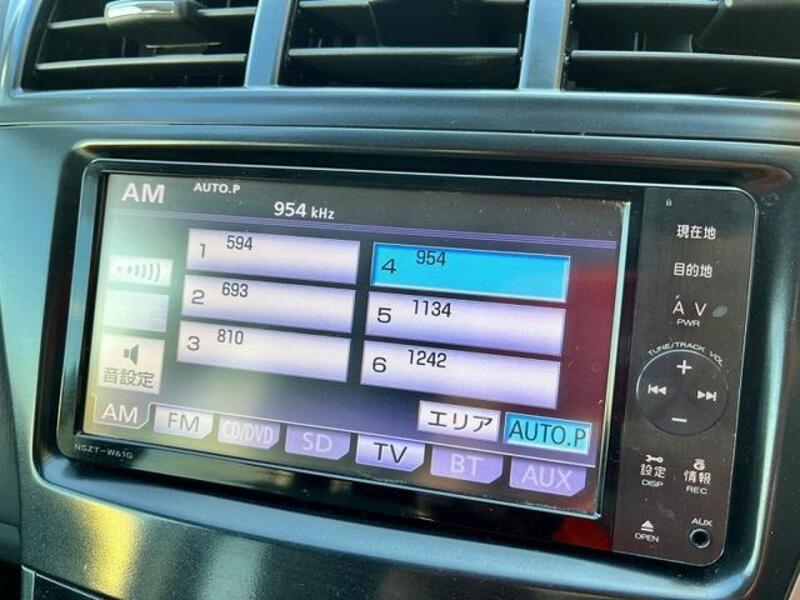 AM AUTO.P
954 kHz
1 594
2 693
3 810
4 954
5 1134
6 1242
音設定
エリア AUTO.P
AM FM CD/DVD SD TV BT AUX
NSZT-W61G
現在地
目的地
AV
PWR
TUNE/TRACK VOL
+
−
設定 情報
DISP REC
OPEN AUX